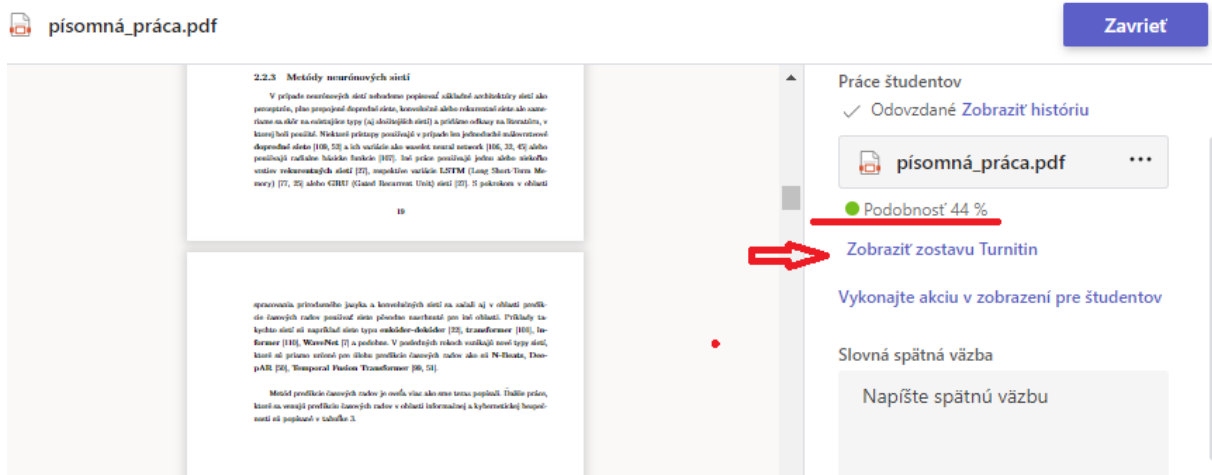 písomná_práca.pdf
Zavrieť
2.2.3 Metódy neurónových sietí
V prípade neurónových sietí nebudeme popisovať základné architektúry sietí ako
perceptrón, plne prepojené dopredné siete, konvolučné alebo rekurentné siete ale zame-
riame sa skôr na existujúce typy (aj zložitejších sietí) a pridáme odkazy na literatúru, v
ktorej boli použité. Niektoré prístupy používajú v prípade len jednoduché málovrstvové
dopredné siete [109, 52] a ich variácie ako wavelet neural network [106, 32, 45] alebo
používajú radiálne bázické funkcie [107]. Iné práce používajú jednu alebo niekoľko
vrstiev rekurentných sietí [27], respektíve variácie LSTM (Long Short-Term Me-
mory) [77, 25] alebo GRU (Gated Recurrent Unit) sietí [27]. S pokrokom v oblasti
19
spracovania prirodzeného jazyka a konvolučných sietí sa začali aj v oblasti predik-
cie časových radov používať siete pôvodne navrhnuté pre iné oblasti. Príklady ta-
kýchto sietí sú napríklad siete typu enkóder-dekóder [22], transformer [101], in-
former [110], WaveNet [7] a podobne. V posledných rokoch vznikajú nové typy sietí,
ktoré sú priamo určené pre úlohu predikcie časových radov ako sú N-Beats, Dee-
pAR [50], Temporal Fusion Transformer [99, 51].
Metód predikcie časových radov je oveľa viac ako sme teraz popísali. Ďalšie práce,
ktoré sa venujú predikcii časových radov v oblasti informačnej a kybernetickej bezpeč-
nosti sú popísané v tabuľke 3.
Práce študentov
Odovzdané Zobraziť históriu
písomná_práca.pdf
Podobnosť 44 %
Zobraziť zostavu Turnitin
Vykonajte akciu v zobrazení pre študentov
Slovná spätná väzba
Napíšte spätnú väzbu